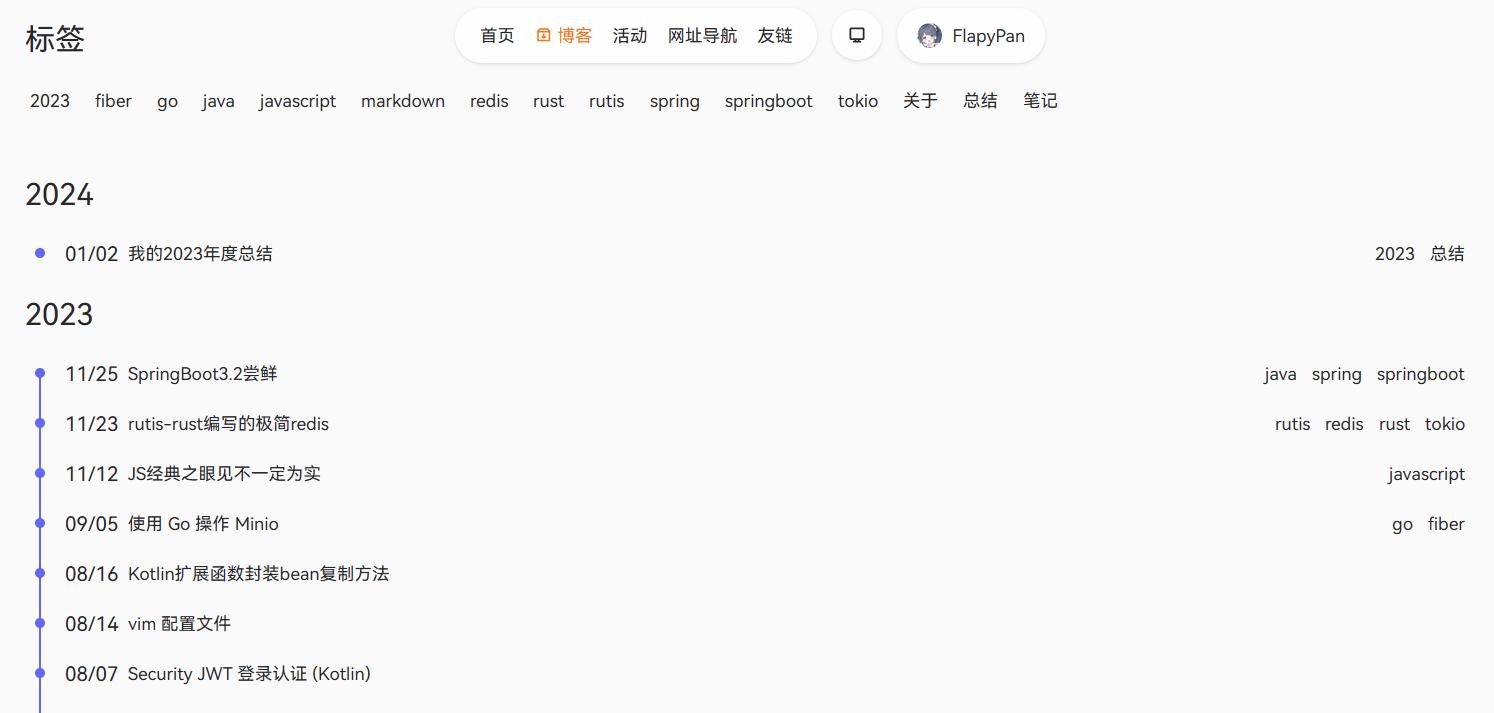 标签
首页 博客 活动 网址导航 友链 FlapyPan
2023 fiber go java javascript markdown redis rust rutis spring springboot tokio 关于 总结 笔记
2024
01/02 我的2023年度总结 2023 总结
2023
11/25 SpringBoot3.2尝鲜 java spring springboot
11/23 rutis-rust编写的极简redis rutis redis rust tokio
11/12 JS经典之眼见不一定为实 javascript
09/05 使用 Go 操作 Minio go fiber
08/16 Kotlin扩展函数封装bean复制方法
08/14 vim 配置文件
08/07 Security JWT 登录认证 (Kotlin)